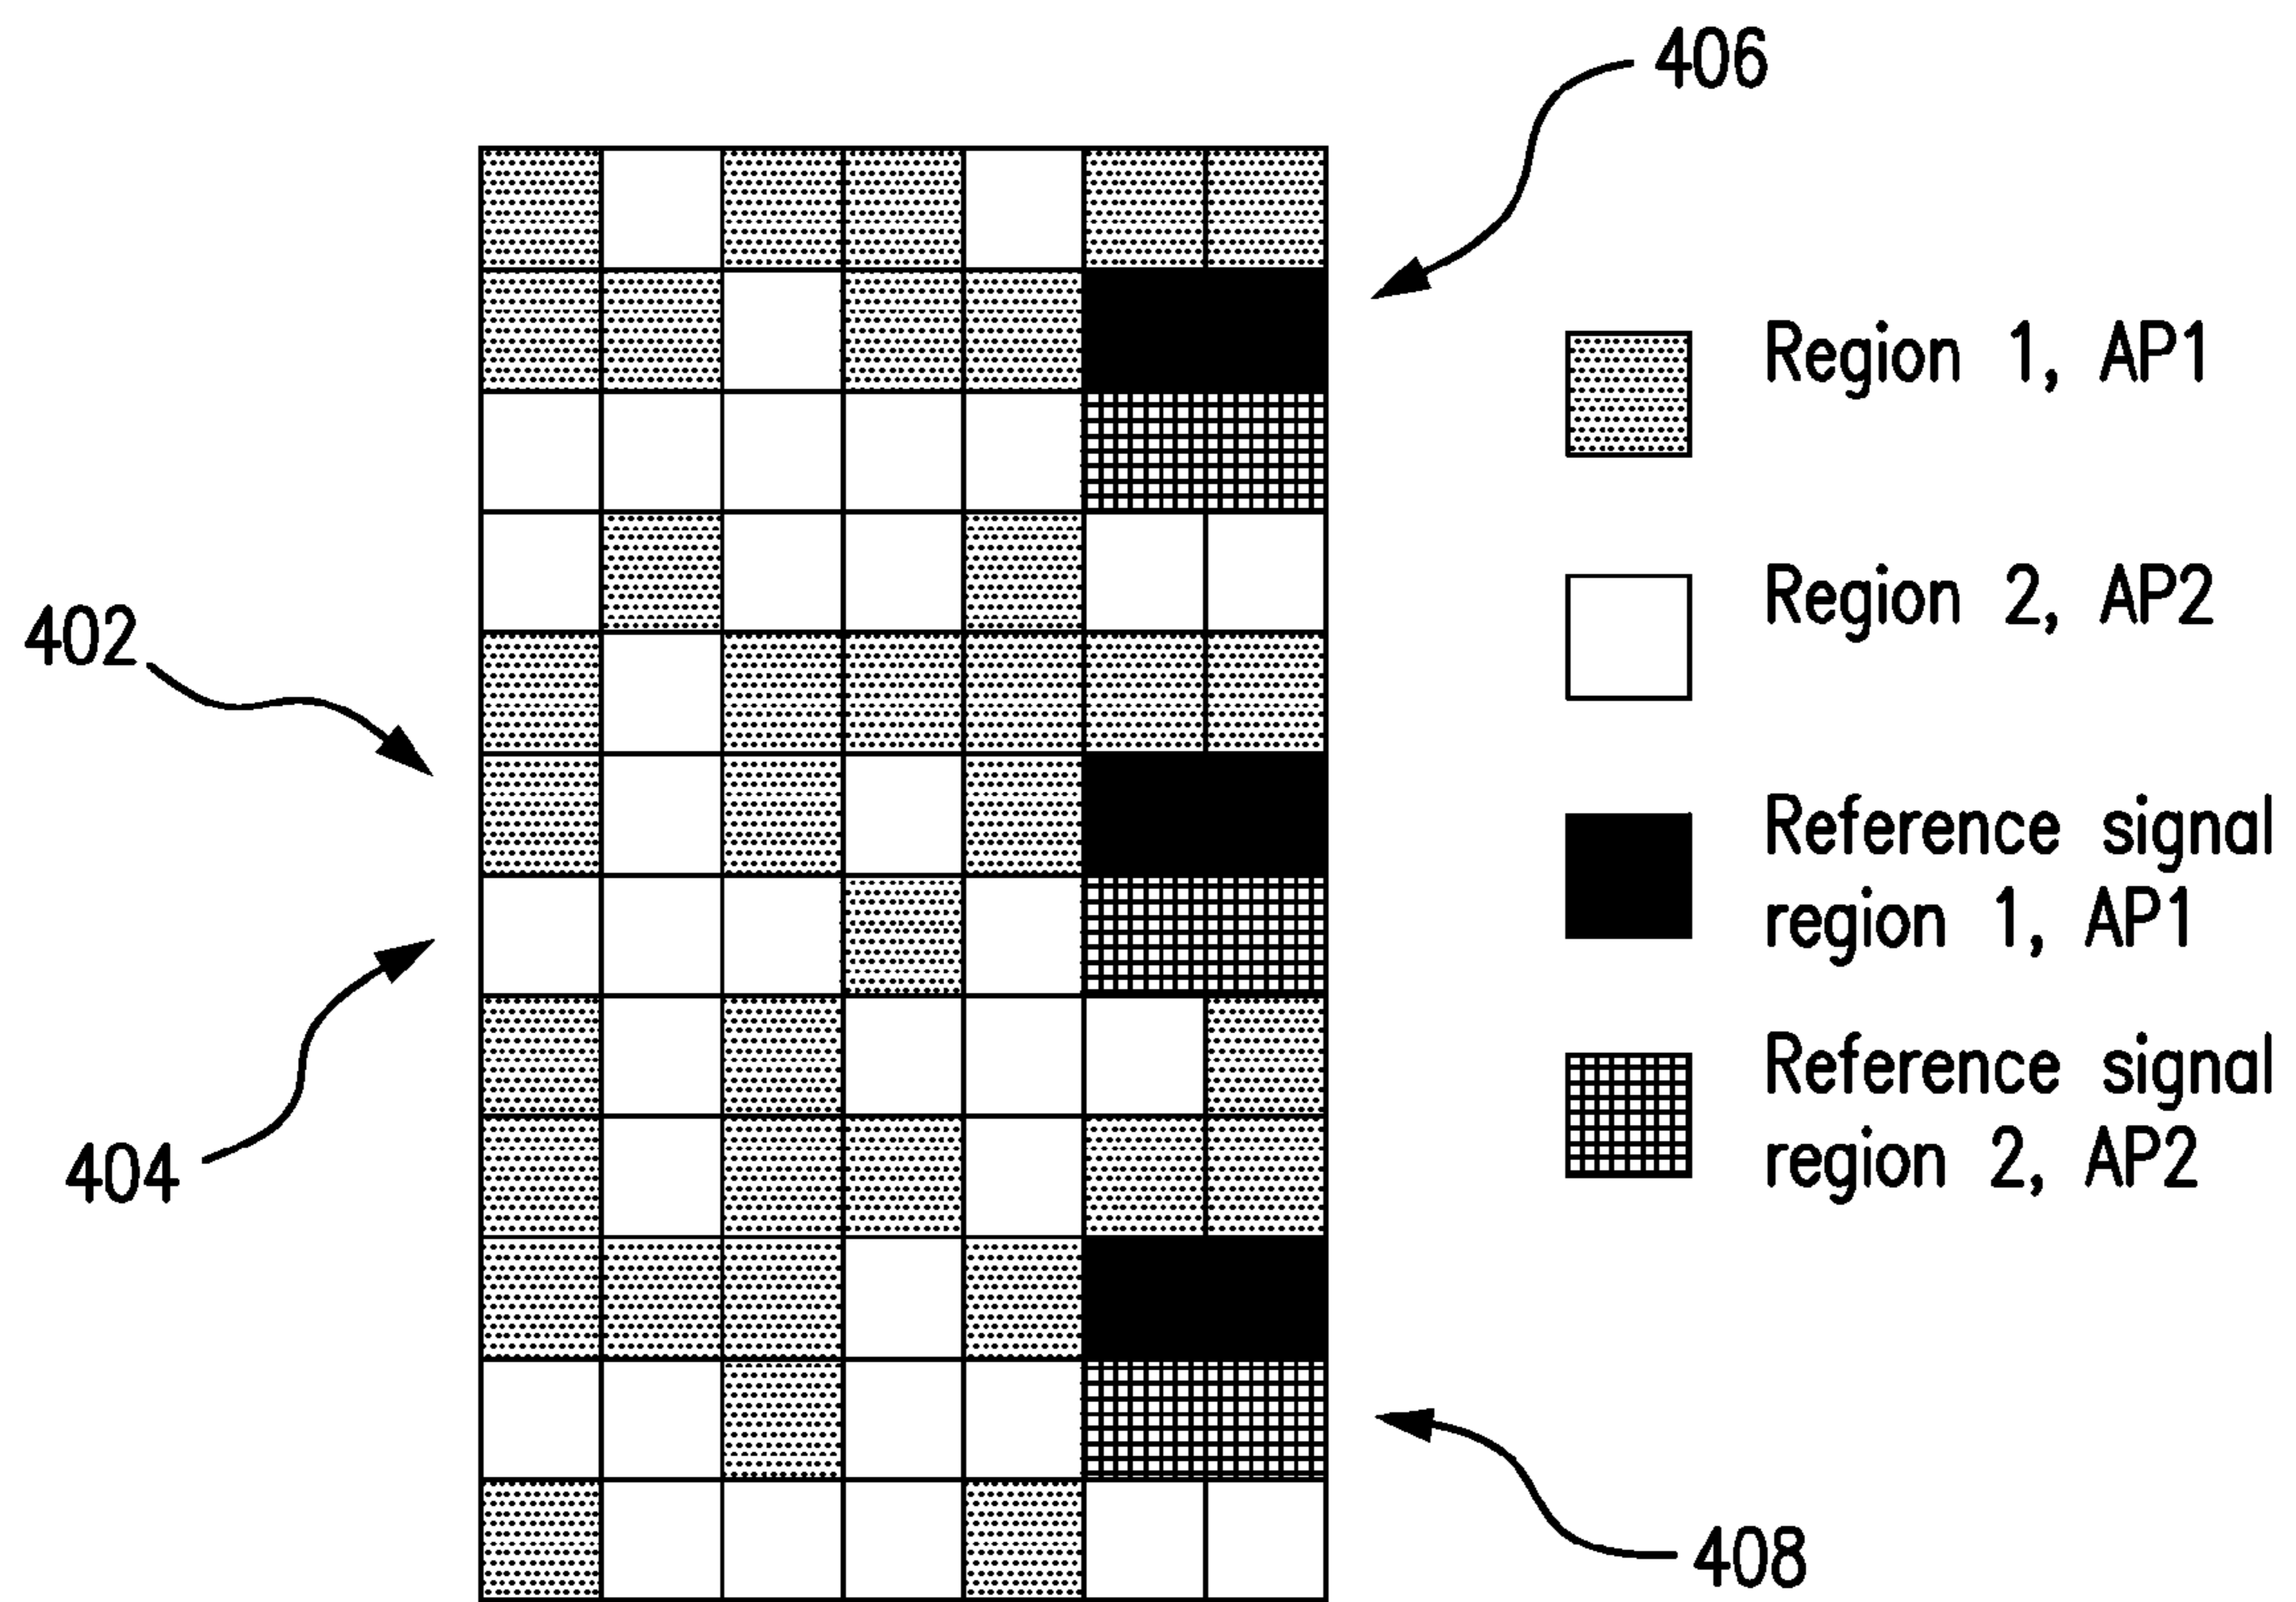 406
Region 1, AP1
Region 2, AP2
402
Reference signal
region 1, AP1
404
Reference signal
region 2, AP2
408